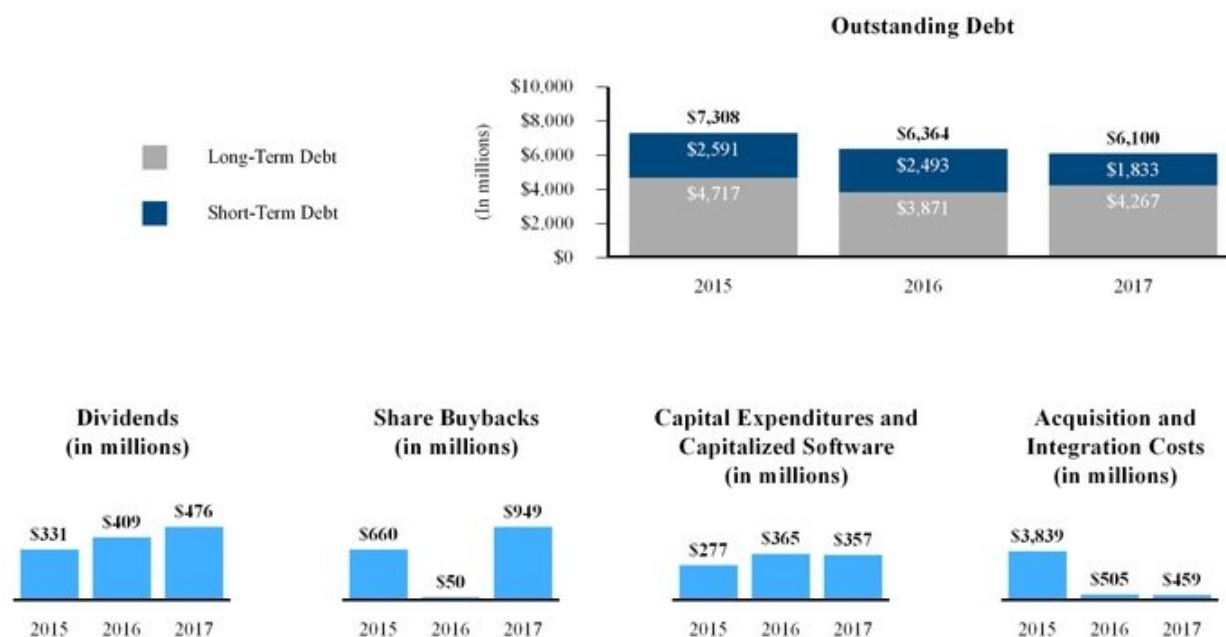 Outstanding Debt
$10,000
$8,000
$6,000
$4,000
$2,000
$0
(In millions)
$7,308
$2,591
$4,717
$6,364
$2,493
$3,871
$6,100
$1,833
$4,267
2015 2016 2017
Long-Term Debt
Short-Term Debt
Dividends
(in millions)
$331 $409 $476
2015 2016 2017
Share Buybacks
(in millions)
$660 $50 $949
2015 2016 2017
Capital Expenditures and
Capitalized Software
(in millions)
$277 $365 $357
2015 2016 2017
Acquisition and
Integration Costs
(in millions)
$3,839 $505 $459
2015 2016 2017